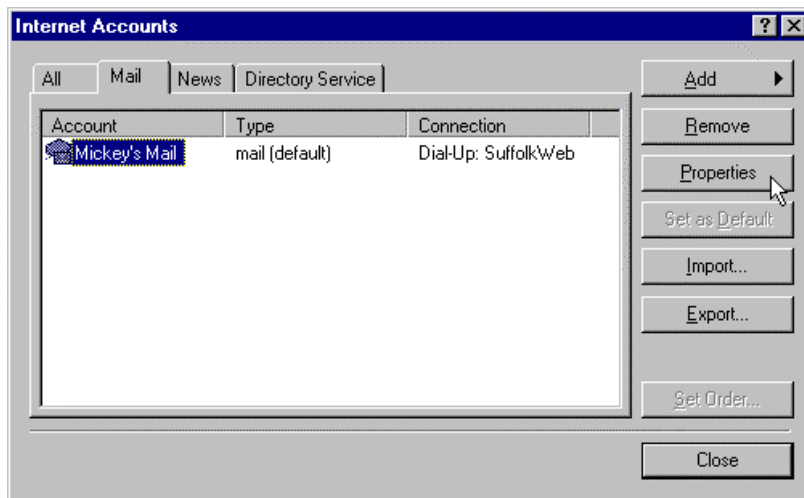 Internet Accounts
All
Mail
News
Directory Service
Account Type Connection
Mickey's Mail mail (default) Dial-Up: SuffolkWeb
Add
Remove
Properties
Set as Default
Import...
Export...
Set Order...
Close